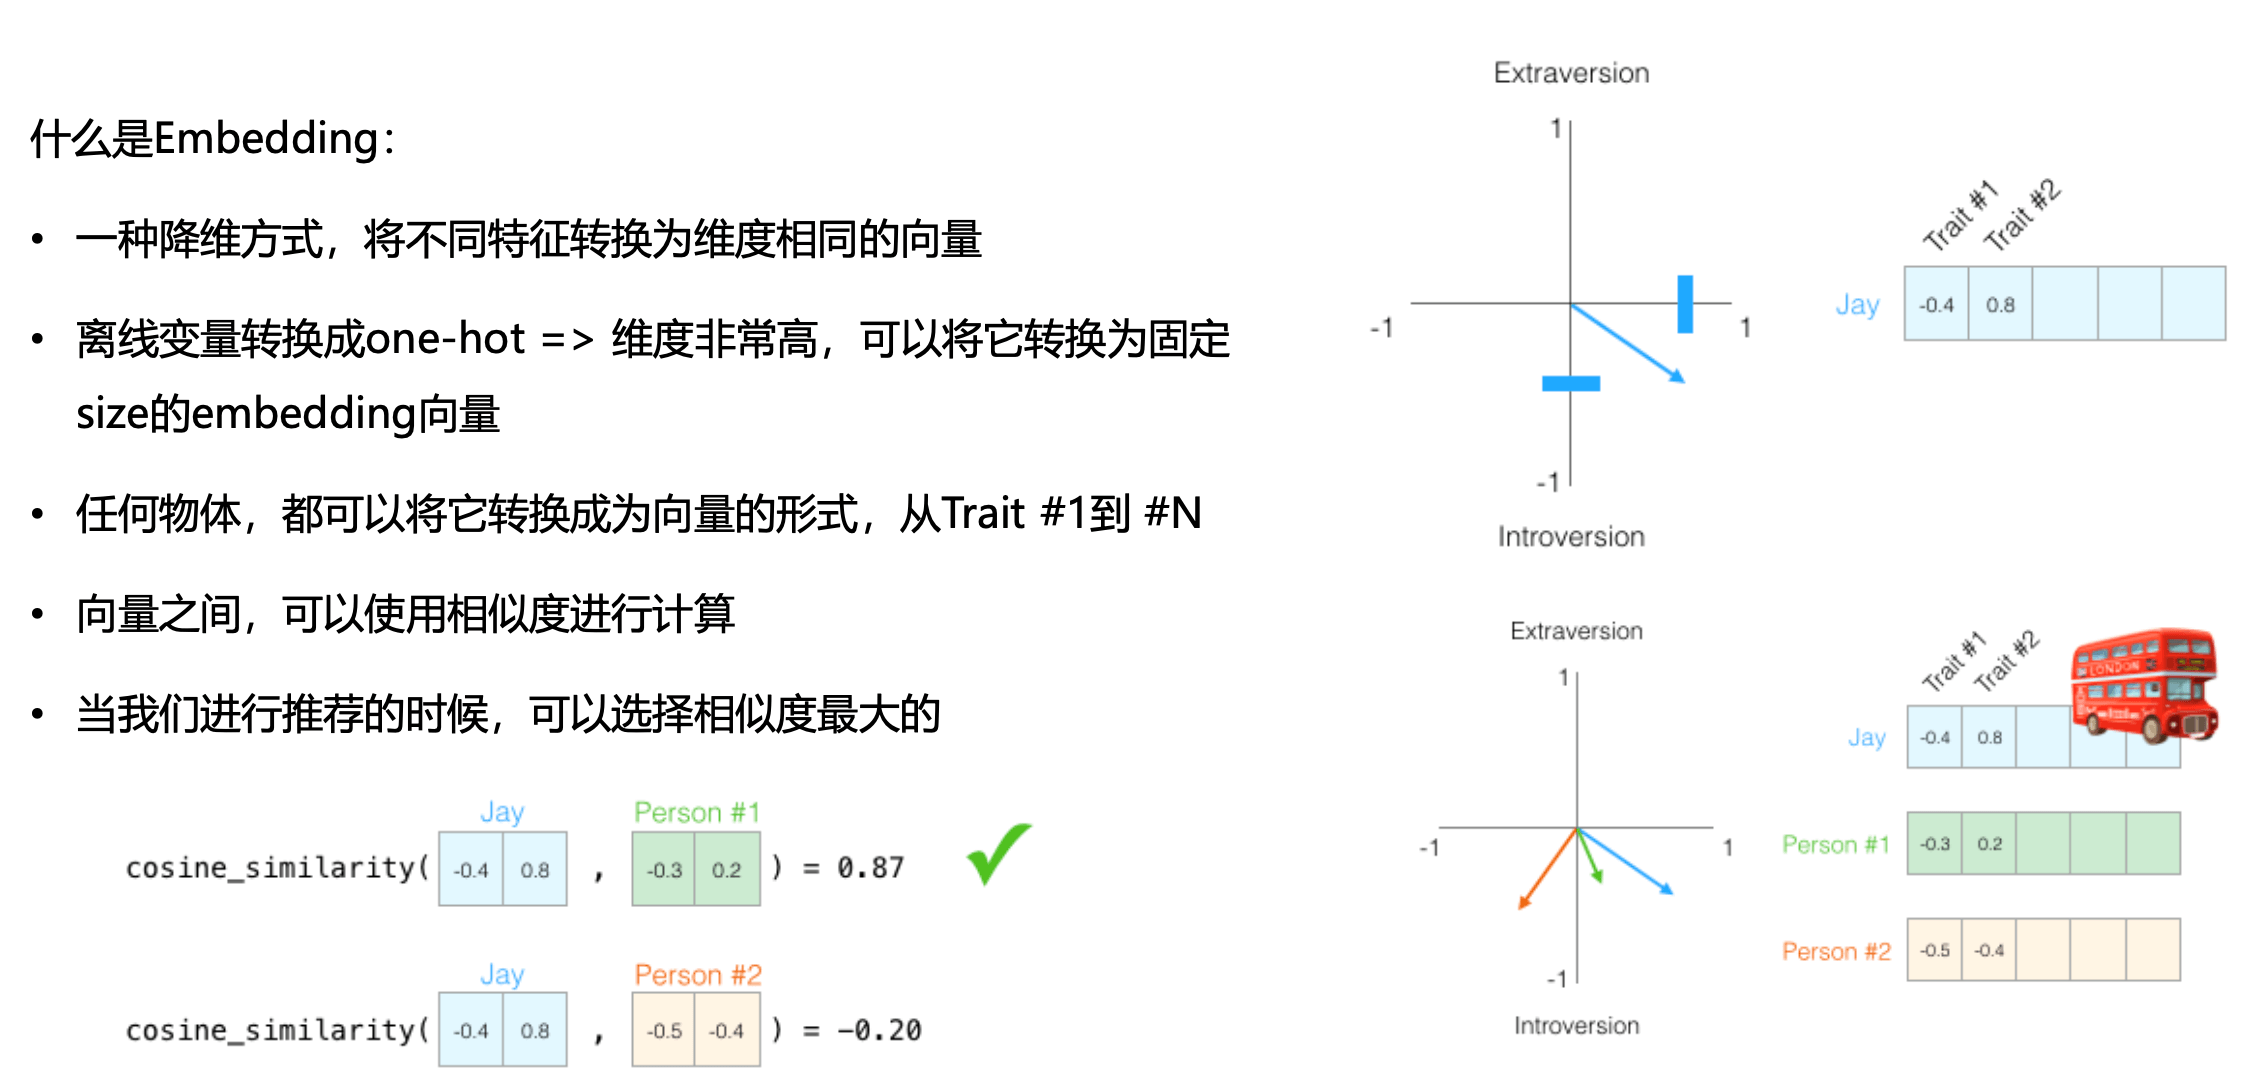 什么是Embedding：
• 一种降维方式，将不同特征转换为维度相同的向量
• 离线变量转换成one-hot => 维度非常高，可以将它转换为固定
size的embedding向量
• 任何物体，都可以将它转换成为向量的形式，从Trait #1到 #N
• 向量之间，可以使用相似度进行计算
• 当我们进行推荐的时候，可以选择相似度最大的
Jay Person #1
cosine_similarity( -0.4 0.8 , -0.3 0.2 ) = 0.87
Jay Person #2
cosine_similarity( -0.4 0.8 , -0.5 -0.4 ) = -0.20
Extraversion
1
-1 1
-1
Introversion
Trait #1 Trait #2
Jay -0.4 0.8
Extraversion
1
-1 1
-1
Introversion
Trait #1 Trait #2
LONDON
Jay -0.4 0.8
Person #1 -0.3 0.2
Person #2 -0.5 -0.4